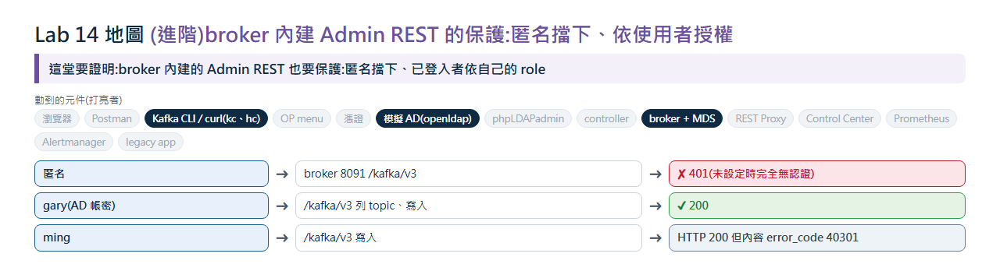 Lab 14 地圖 (進階)broker 內建 Admin REST 的保護:匿名擋下、依使用者授權
這堂要證明:broker 內建的 Admin REST 也要保護:匿名擋下、已登入者依自己的 role
動到的元件(打亮者)
瀏覽器 Postman Kafka CLI / curl(kc、hc) OP menu 憑證 模擬 AD(openldap) phpLDAPadmin controller broker + MDS REST Proxy Control Center Prometheus
Alertmanager legacy app
匿名 → broker 8091 /kafka/v3 → ✘ 401(未設定時完全無認證)
gary(AD 帳密) → /kafka/v3 列 topic、寫入 → ✔ 200
ming → /kafka/v3 寫入 → HTTP 200 但內容 error_code 40301